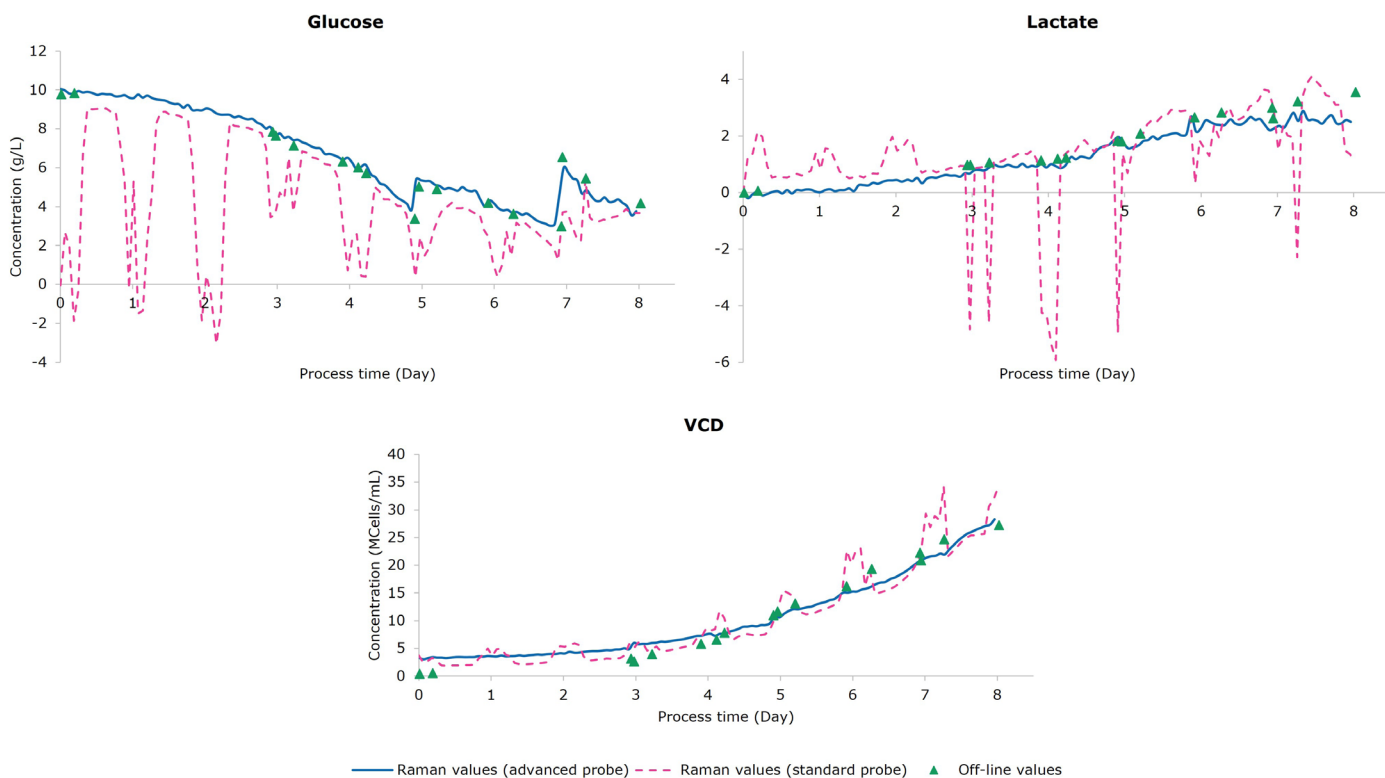 Glucose
Concentration (g/L)
12
10
8
6
4
2
0
-2
-4
0 1 2 3 4 5 6 7 8
Process time (Day)
Lactate
4
2
0
-2
-4
-6
0 1 2 3 4 5 6 7 8
Process time (Day)
VCD
Concentration (MCells/mL)
40
35
30
25
20
15
10
5
0
0 1 2 3 4 5 6 7 8
Process time (Day)
Raman values (advanced probe) Raman values (standard probe) Off-line values